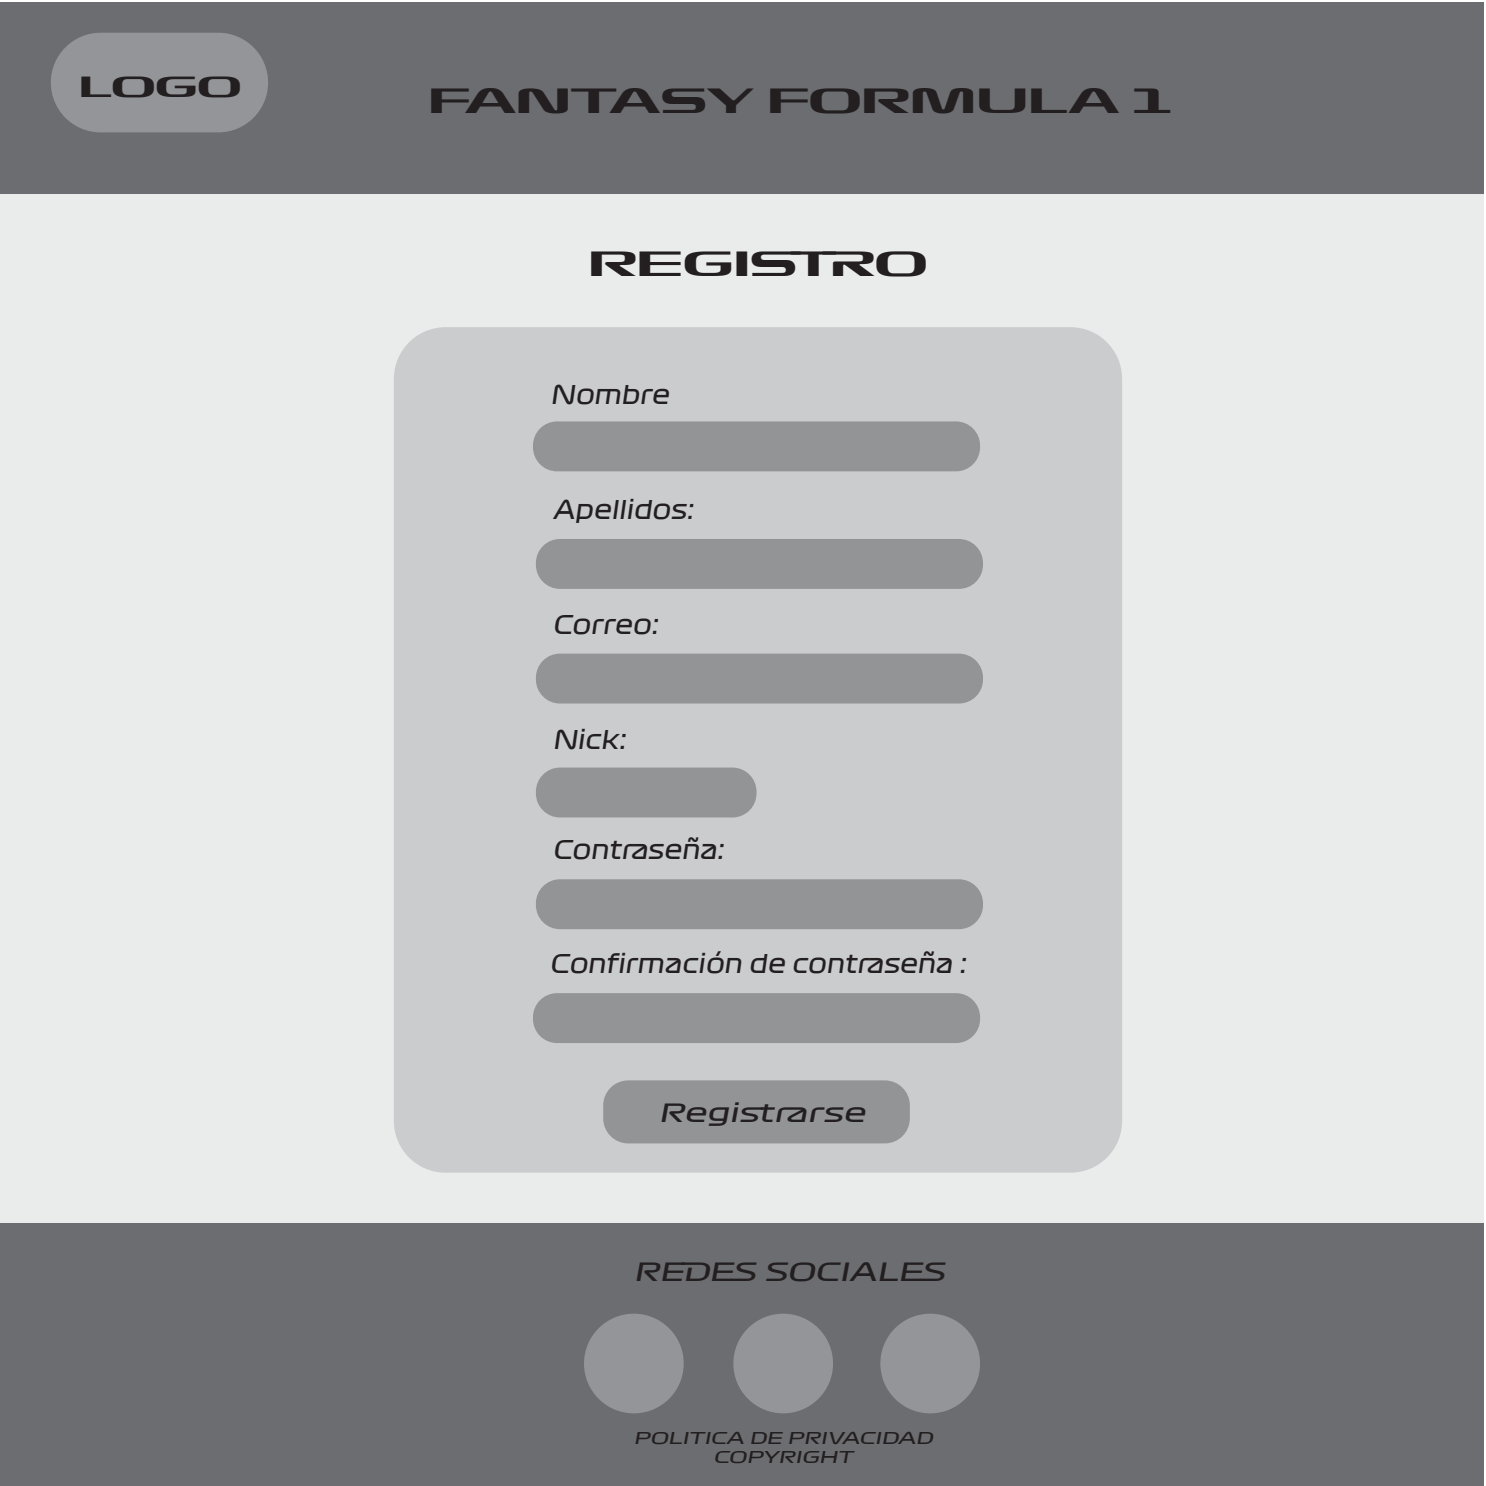 LOGO
FANTASY FORMULA 1
REGISTRO
Nombre
Apellidos:
Correo:
Nick:
Contraseña:
Confirmación de contraseña :
Registrarse
REDES SOCIALES
POLITICA DE PRIVACIDAD
COPYRIGHT